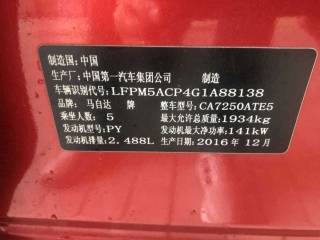 制造国：中国
生产厂：中国第一汽车集团公司 制造
车辆识别代号：LFPM5ACP4G1A88138
品牌：马自达 牌 整车型号：CA7250ATE5
乘坐人数：5 最大允许总质量：1934kg
发动机型号：PY 发动机最大净功率：141kW
发动机排量：2.488L 生产日期：2016年12月